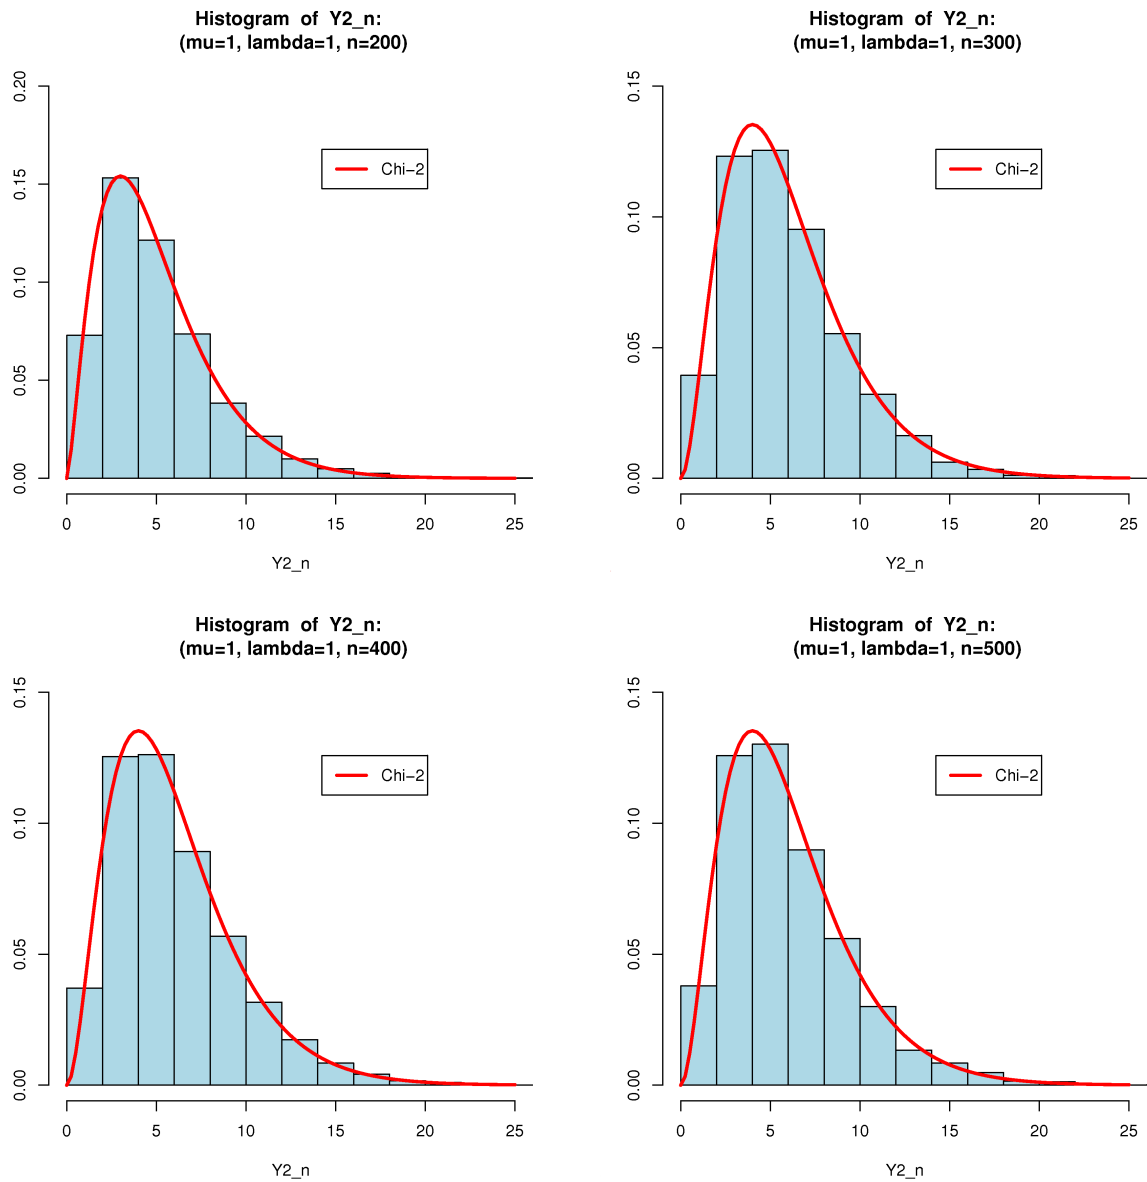 Histogram of Y2_n:
(mu=1, lambda=1, n=200)
0.20
0.15
0.10
0.05
0.00
Chi−2
0 5 10 15 20 25
Y2_n
Histogram of Y2_n:
(mu=1, lambda=1, n=300)
0.15
0.10
0.05
0.00
Chi−2
0 5 10 15 20 25
Y2_n
Histogram of Y2_n:
(mu=1, lambda=1, n=400)
0.15
0.10
0.05
0.00
Chi−2
0 5 10 15 20 25
Y2_n
Histogram of Y2_n:
(mu=1, lambda=1, n=500)
0.15
0.10
0.05
0.00
Chi−2
0 5 10 15 20 25
Y2_n